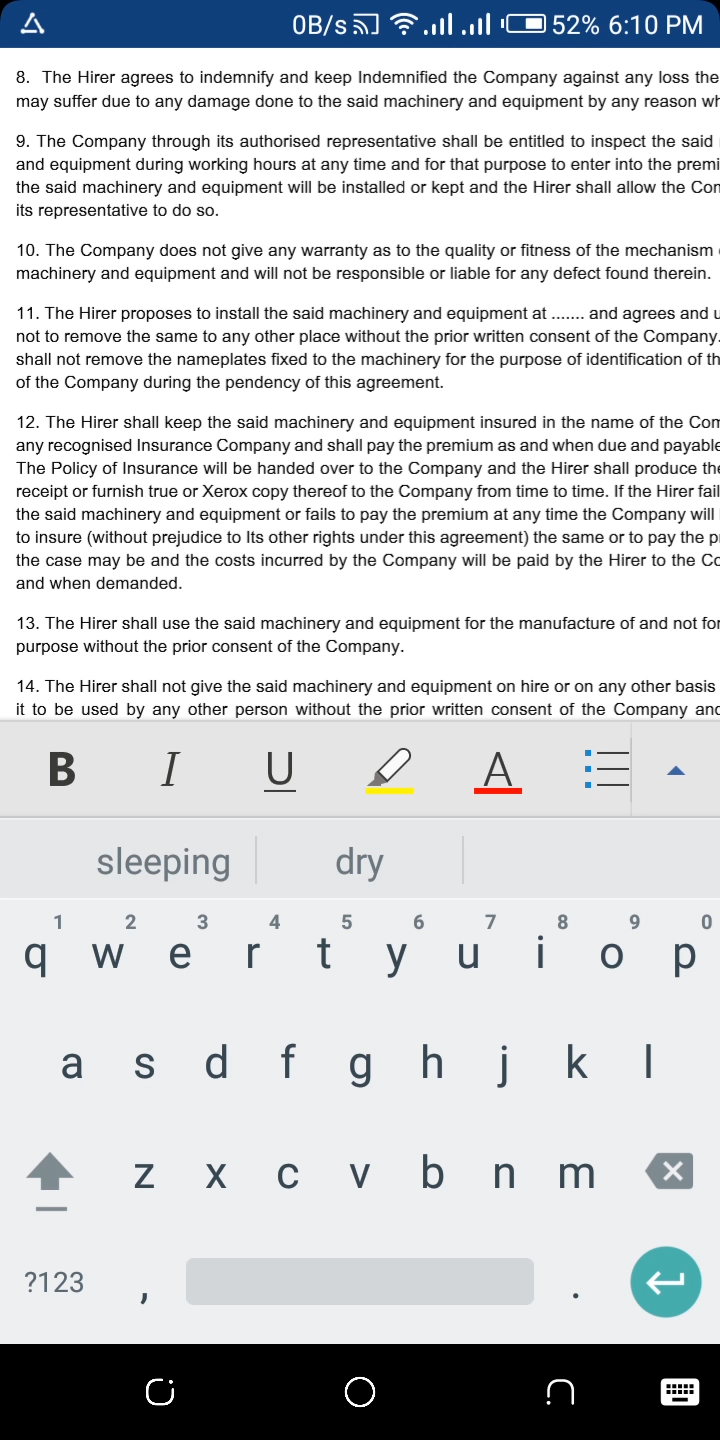 0B/s 52% 6:10 PM
8. The Hirer agrees to indemnify and keep Indemnified the Company against any loss the
may suffer due to any damage done to the said machinery and equipment by any reason
9. The Company through its authorised representative shall be entitled to inspect the said
and equipment during working hours at any time and for that purpose to enter into the
the said machinery and equipment will be installed or kept and the Hirer shall allow the
its representative to do so.
10. The Company does not give any warranty as to the quality or fitness of the mechanism
machinery and equipment and will not be responsible or liable for any defect found therein.
11. The Hirer proposes to install the said machinery and equipment at ....... and agrees and
not to remove the same to any other place without the prior written consent of the Company.
shall not remove the nameplates fixed to the machinery for the purpose of identification of
of the Company during the pendency of this agreement.
12. The Hirer shall keep the said machinery and equipment insured in the name of the
any recognised Insurance Company and shall pay the premium as and when due and payable
The Policy of Insurance will be handed over to the Company and the Hirer shall produce
receipt or furnish true or Xerox copy thereof to the Company from time to time. If the Hirer
the said machinery and equipment or fails to pay the premium at any time the Company will
to insure (without prejudice to Its other rights under this agreement) the same or to pay the
the case may be and the costs incurred by the Company will be paid by the Hirer to the
and when demanded.
13. The Hirer shall use the said machinery and equipment for the manufacture of and not
purpose without the prior consent of the Company.
14. The Hirer shall not give the said machinery and equipment on hire or on any other basis
it to be used by any other person without the prior written consent of the Company
B I U A
sleeping dry
1 2 3 4 5 6 7 8 9 0
q w e r t y u i o p
a s d f g h j k l
z x c v b n m
?123 , .